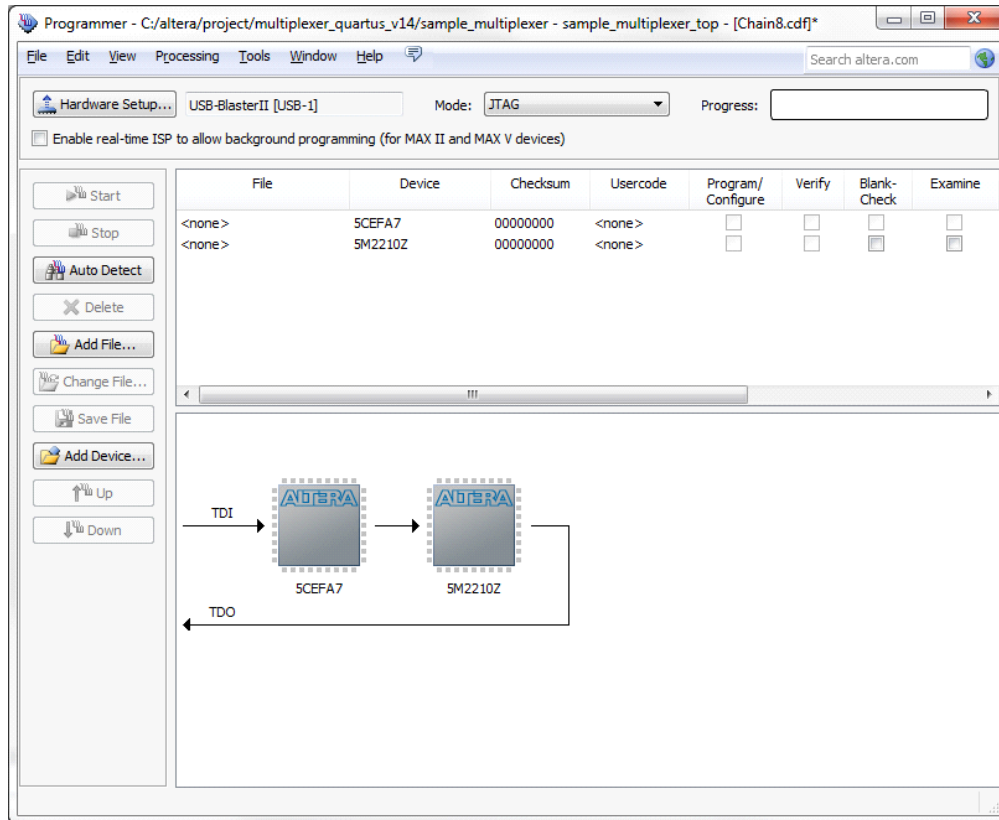 Programmer - C:/altera/project/multiplexer_quartus_v14/sample_multiplexer - sample_multiplexer_top - [Chain8.cdf]*
File Edit View Processing Tools Window Help Search altera.com
Hardware Setup... USB-BlasterII [USB-1] Mode: JTAG Progress:
Enable real-time ISP to allow background programming (for MAX II and MAX V devices)
Start
Stop
Auto Detect
Delete
Add File...
Change File...
Save File
Add Device...
Up
Down
File Device Checksum Usercode Program/ Verify Blank- Examine
Configure Check
<none> 5CEFA7 00000000 <none>
<none> 5M2210Z 00000000 <none>
ALTERA ALTERA
TDI
5CEFA7 5M2210Z
TDO